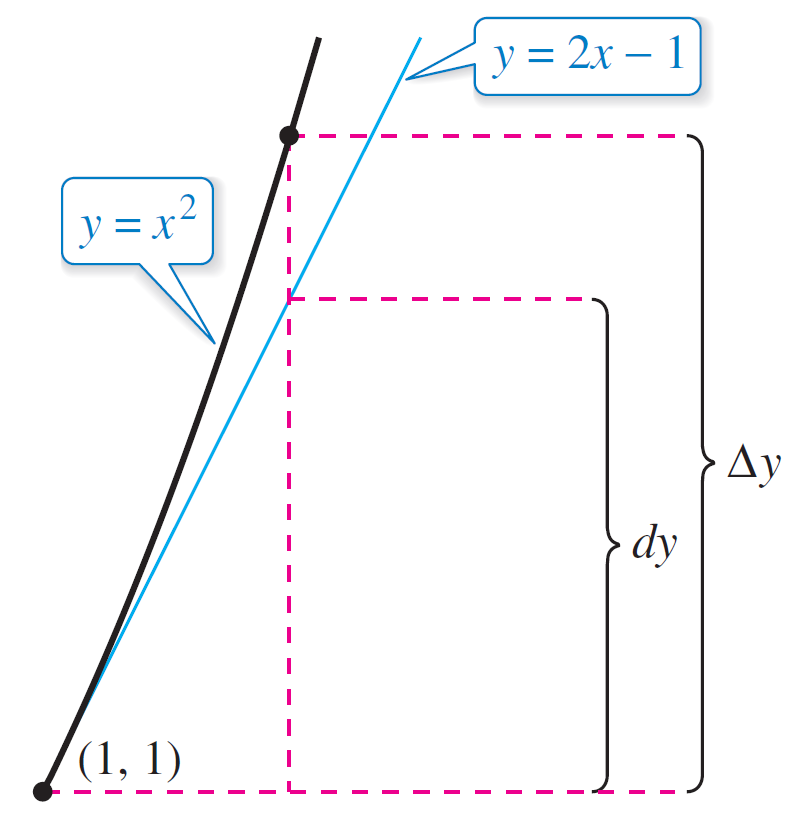 y = 2x − 1
y = x²
Δy
dy
(1, 1)